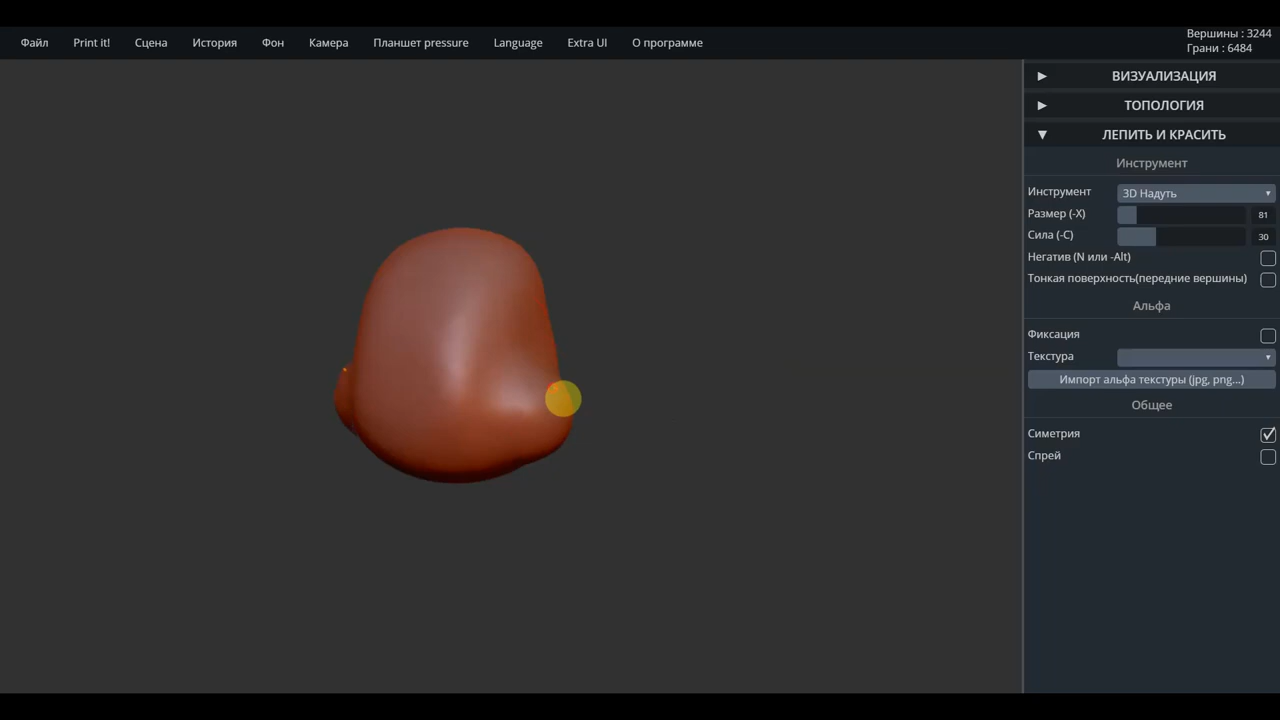 Файл Print it! Сцена История Фон Камера Планшет pressure Language Extra UI О программе
Вершины : 3244
Грани : 6484
ВИЗУАЛИЗАЦИЯ
ТОПОЛОГИЯ
ЛЕПИТЬ И КРАСИТЬ
Инструмент
Инструмент 3D Надуть
Размер (-X) 81
Сила (-C) 30
Негатив (N или -Alt)
Тонкая поверхность(передние вершины)
Альфа
Фиксация
Текстура
Импорт альфа текстуры (jpg, png...)
Общее
Симетрия
Спрей